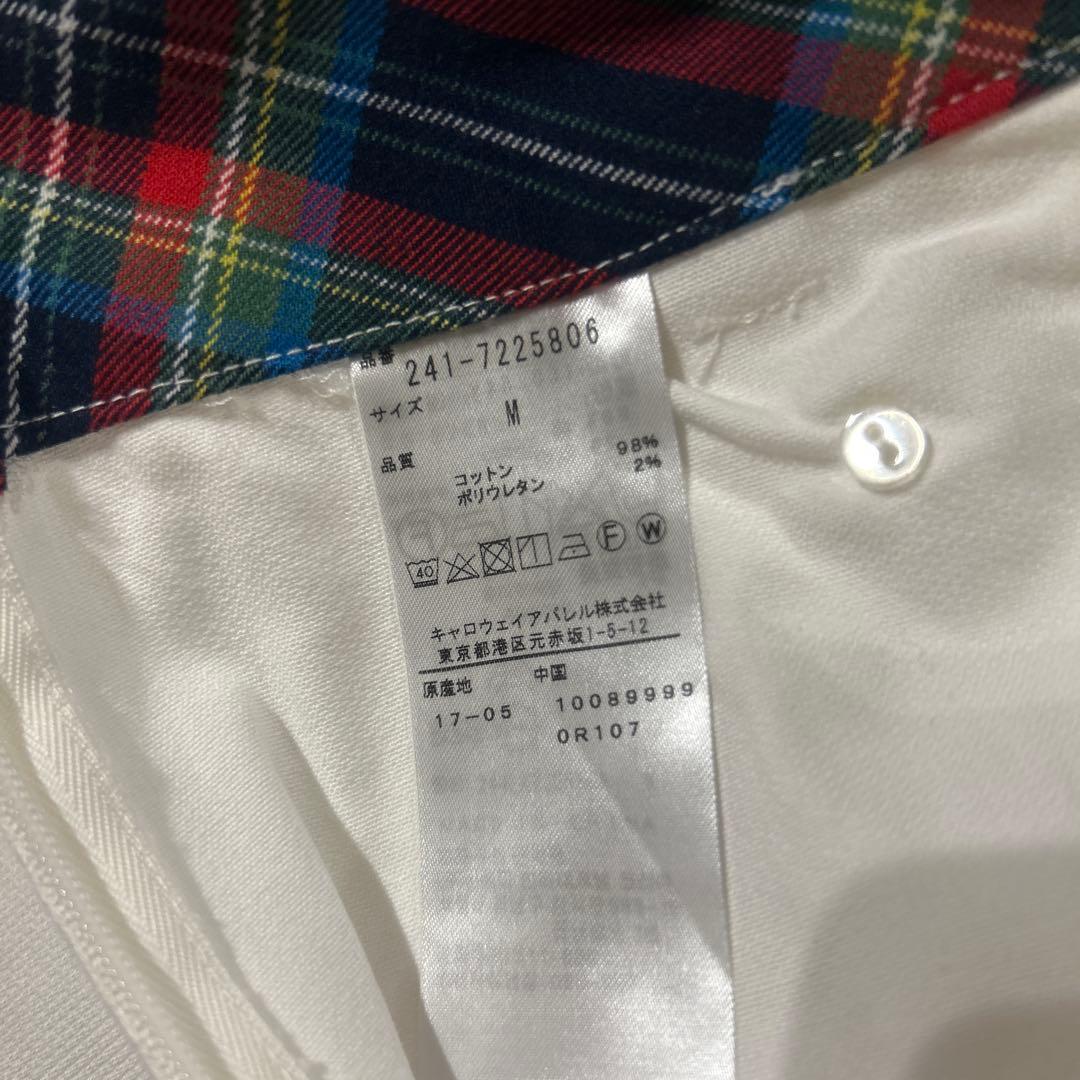 品番 241-7225806
サイズ M
品質 コットン 98%
ポリウレタン 2%
40 F W
キャロウェイアパレル株式会社
東京都港区元赤坂1-5-12
原産地 中国
17-05 10089999
0R107